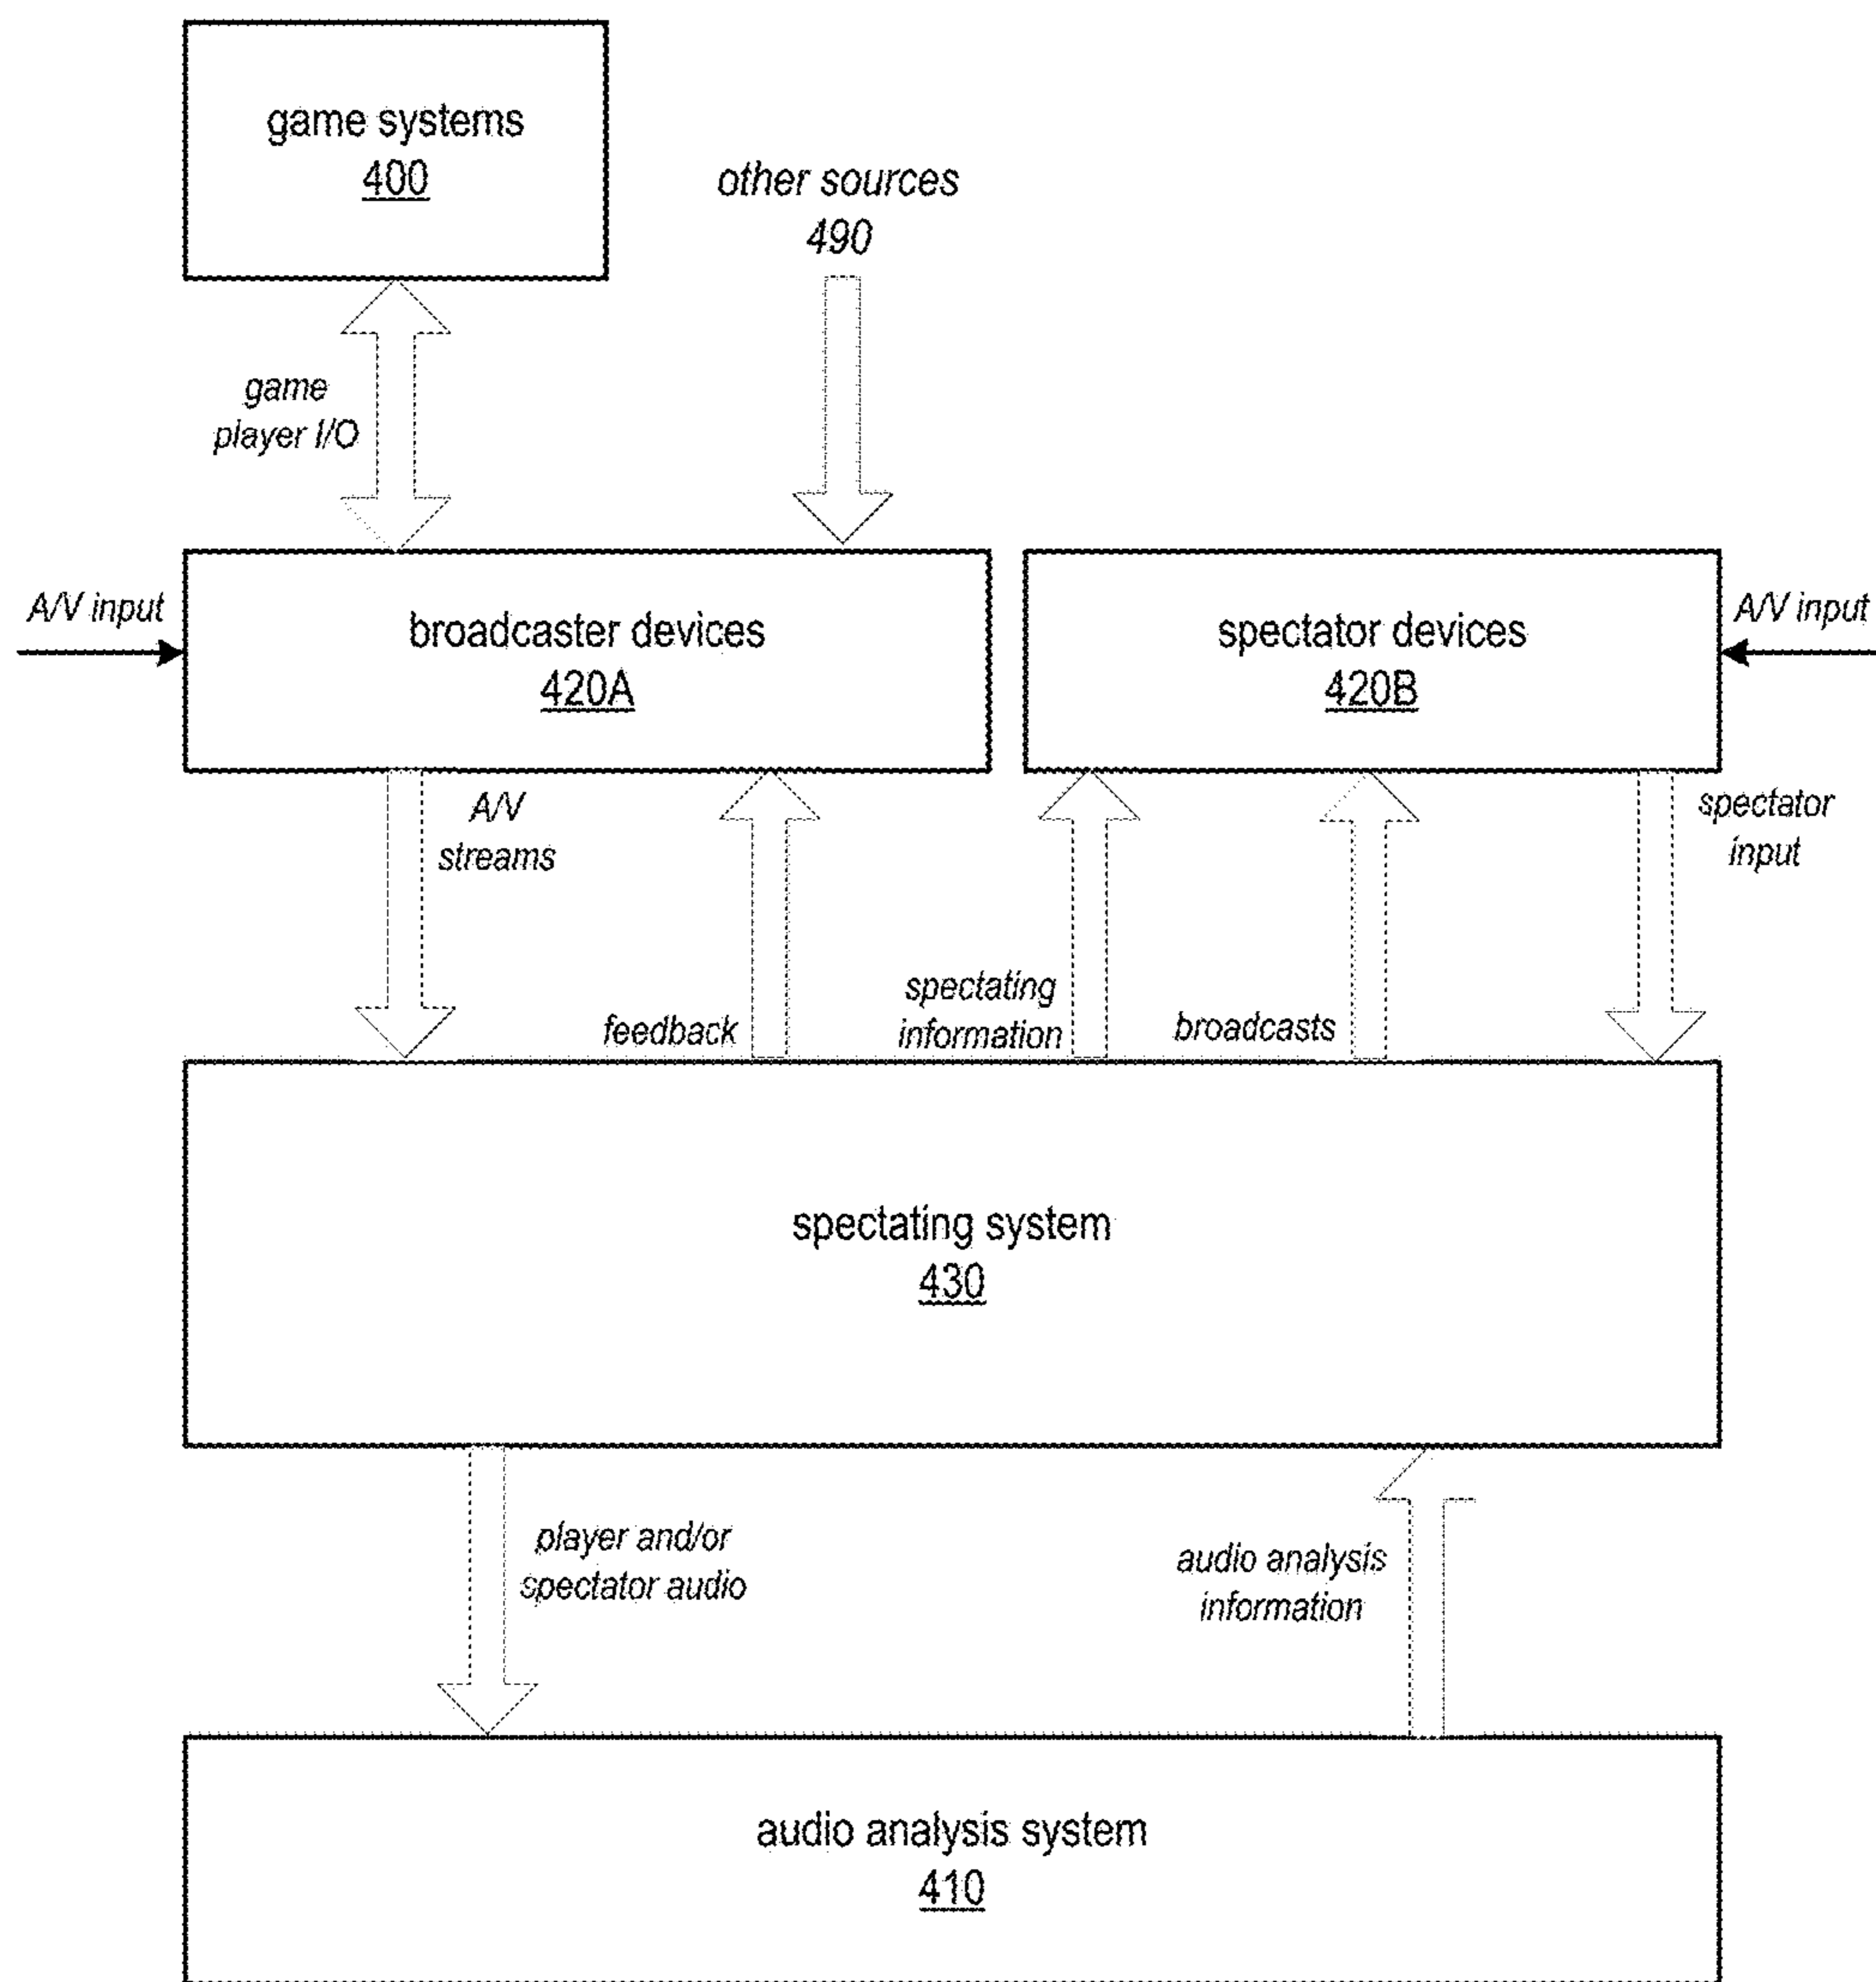 game systems
400
other sources
490
game
player I/O
A/V input
broadcaster devices
420A
spectator devices
420B
A/V input
A/V
streams
spectator
input
feedback
spectating
information
broadcasts
spectating system
430
player and/or
spectator audio
audio analysis
information
audio analysis system
410